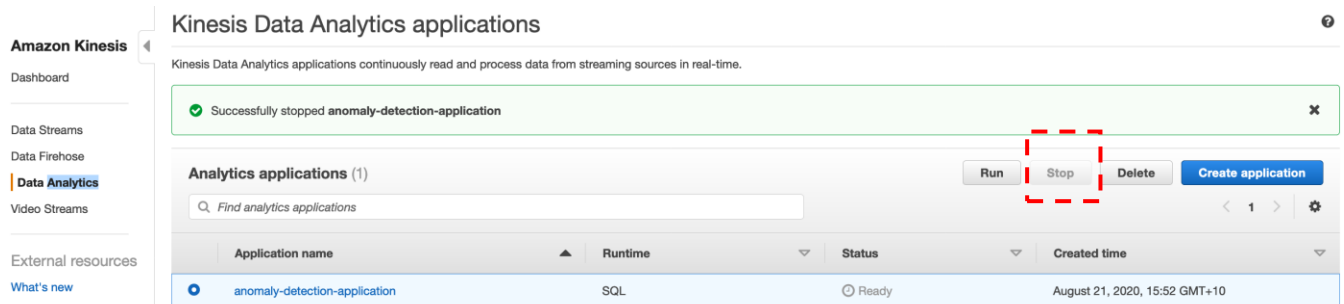 Amazon Kinesis
Dashboard
Data Streams
Data Firehose
Data Analytics
Video Streams
External resources
What's new
Kinesis Data Analytics applications
Kinesis Data Analytics applications continuously read and process data from streaming sources in real-time.
Successfully stopped anomaly-detection-application
Analytics applications (1)
Run Stop Delete Create application
Find analytics applications
1
Application name Runtime Status Created time
anomaly-detection-application SQL Ready August 21, 2020, 15:52 GMT+10